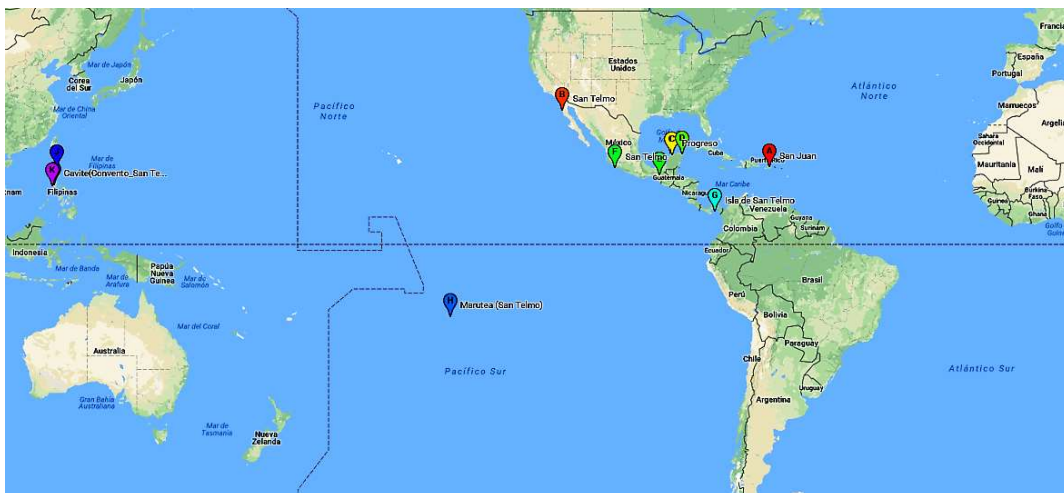 Francia
Estados
Unidos
España
Portugal
Mar de Japón
Corea
del Sur
Japón
Pacífico
Norte
Atlántico
Norte
B
San Telmo
Marruecos
Mar de China
Oriental
Argelia
Sahara
Occidental
México
C
D
Progreso
Cuba
A
San Juan
Puerto Rico
Mauritania
Malí
Mar de
Filipinas
K
Cavite(Convento_San Te...
Filipinas
F
San Telmo
Guatemala
Mar Caribe
Nicaragua
G
Isla de San Telmo
Venezuela
Burkina
Faso
Guinea
Ghana
Guyana
Surinam
Colombia
Golfo
Ecuador
Indonesia
Mar de Banda
Papúa
Nueva
Guinea
Mar de
Arafura
Mar de
Salomón
H
Marutea (San Telmo)
Perú
Brasil
Bolivia
Mar del Coral
Paraguay
Chile
Australia
Pacífico Sur
Atlántico Sur
Uruguay
Argentina
Gran Bahía
Australiana
Mar de
Tasmania
Nueva
Zelanda